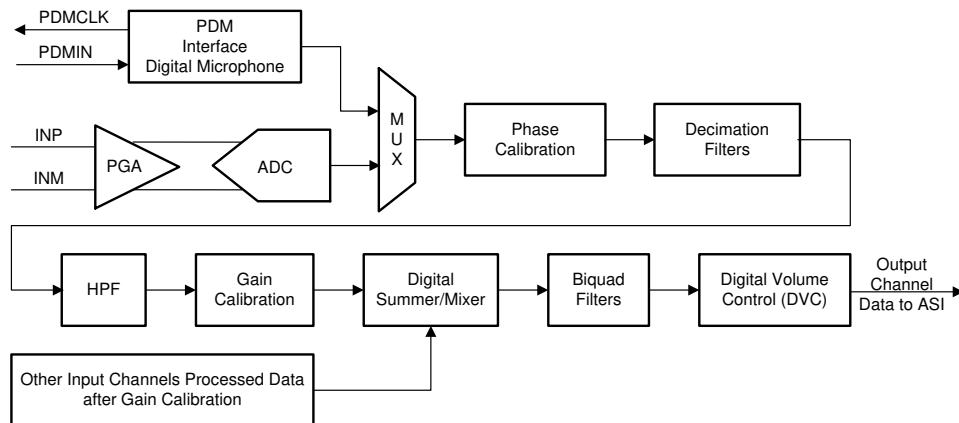 PDMCLK
PDMIN
PDM
Interface
Digital Microphone
INP
INM
PGA
ADC
M
U
X
Phase
Calibration
Decimation
Filters
HPF
Gain
Calibration
Digital
Summer/Mixer
Biquad
Filters
Digital Volume
Control (DVC)
Output
Channel
Data to ASI
Other Input Channels Processed Data
after Gain Calibration